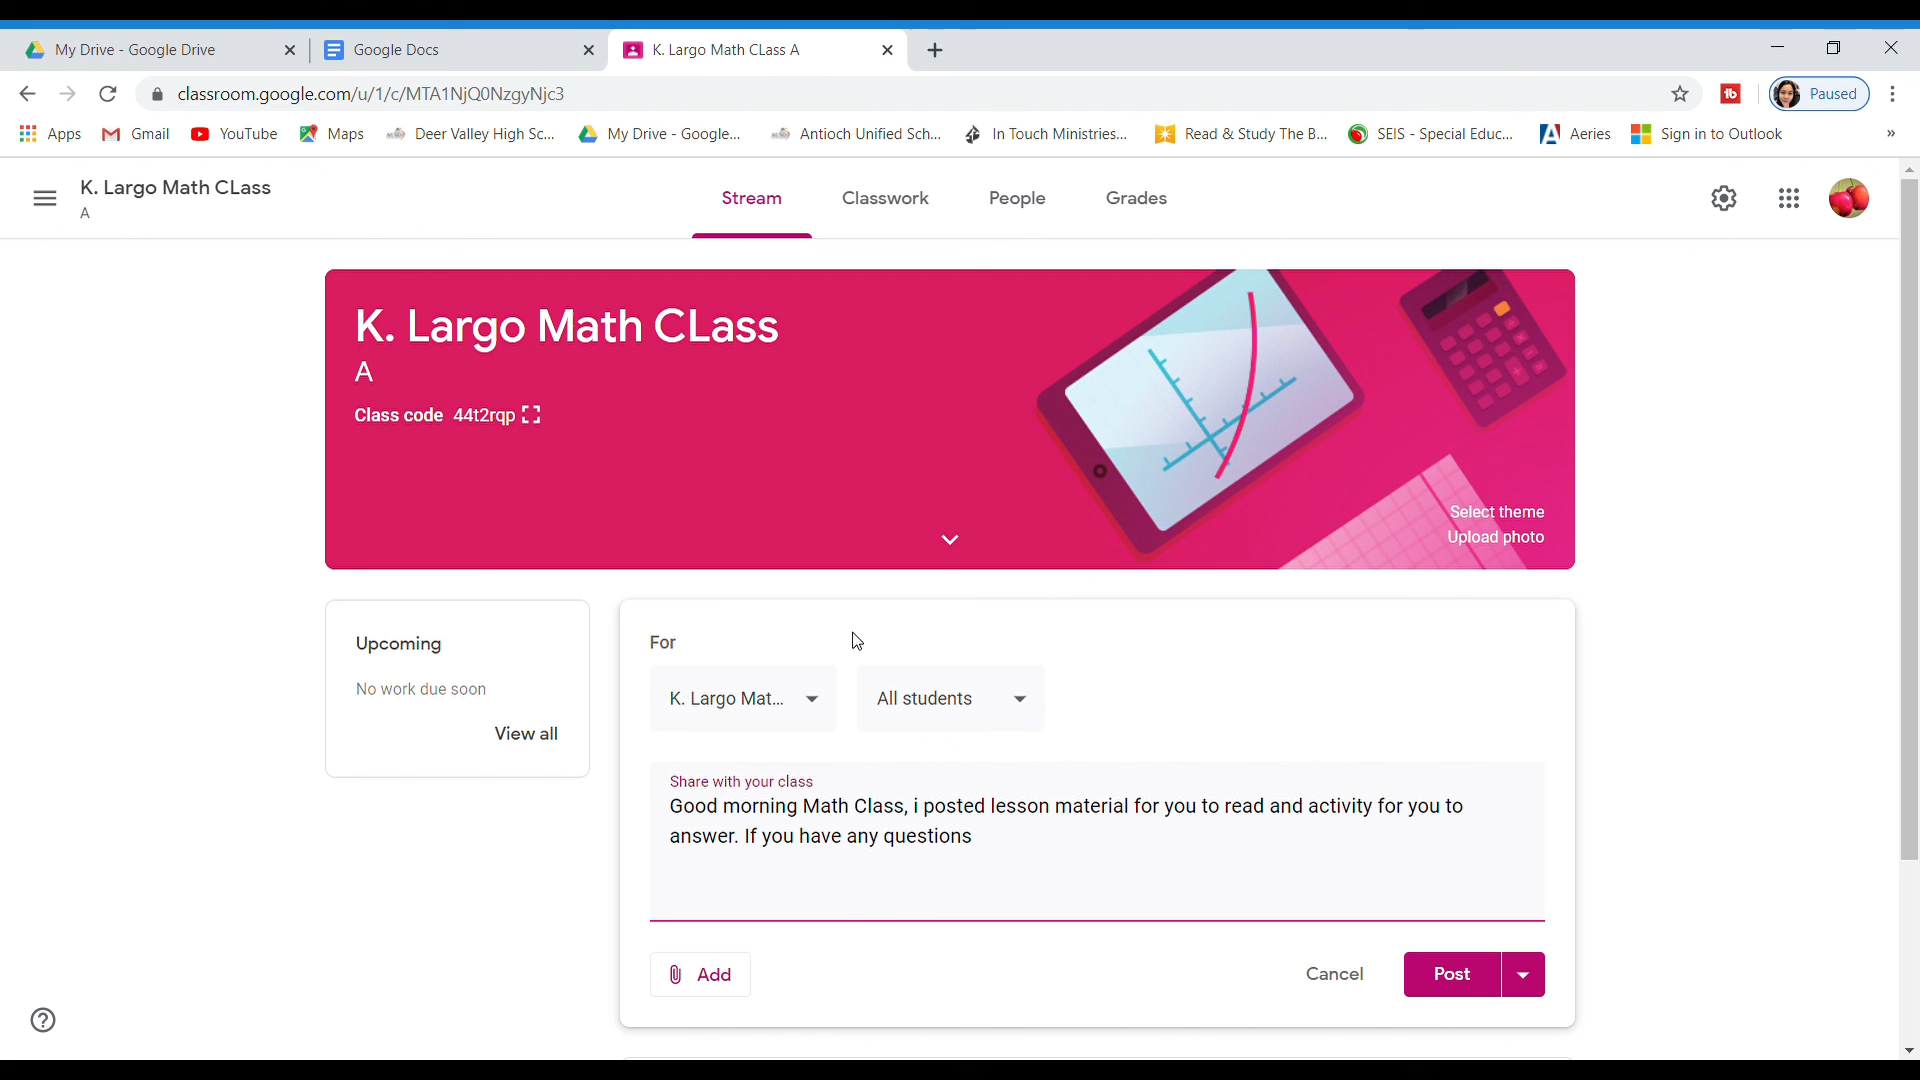 My Drive - Google Drive
Google Docs
K. Largo Math CLass A
classroom.google.com/u/1/c/MTA1NjQ0NzgyNjc3
Paused
Apps
Gmail
YouTube
Maps
Deer Valley High Sc...
My Drive - Google...
Antioch Unified Sch...
In Touch Ministries...
Read & Study The B...
SEIS - Special Educ...
Aeries
Sign in to Outlook
K. Largo Math CLass
A
Stream
Classwork
People
Grades
K. Largo Math CLass
A
Class code 44t2rqp
Select theme
Upload photo
Upcoming
No work due soon
View all
For
K. Largo Mat...
All students
Share with your class
Good morning Math Class, i posted lesson material for you to read and activity for you to
answer. If you have any questions
Add
Cancel
Post